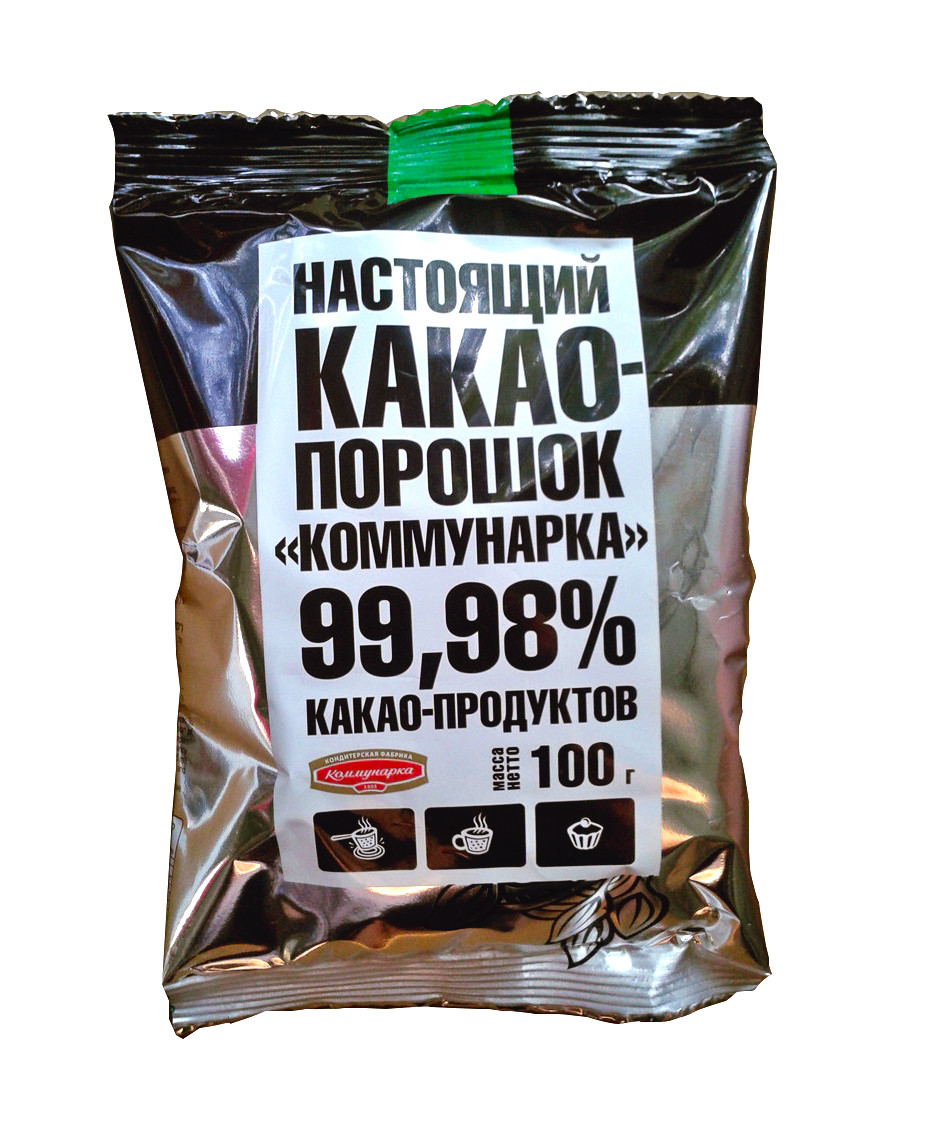 НАСТОЯЩИЙ
КАКАО-
ПОРОШОК
«КОММУНАРКА»
99,98%
КАКАО-ПРОДУКТОВ
КОНДИТЕРСКАЯ ФАБРИКА
Коммунарка
масса
нетто
100 г